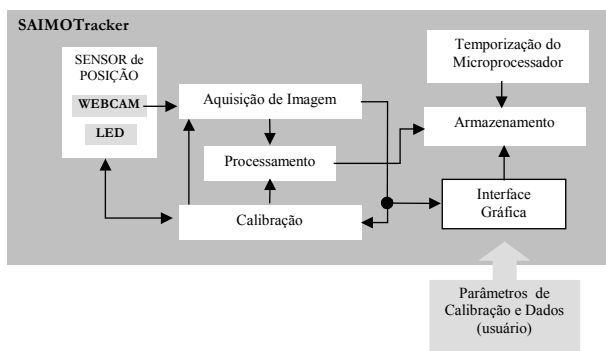 SAIMOTracker
SENSOR de
POSIÇÃO
WEBCAM
LED
Aquisição de Imagem
Processamento
Calibração
Temporização do
Microprocessador
Armazenamento
Interface
Gráfica
Parâmetros de
Calibração e Dados
(usuário)